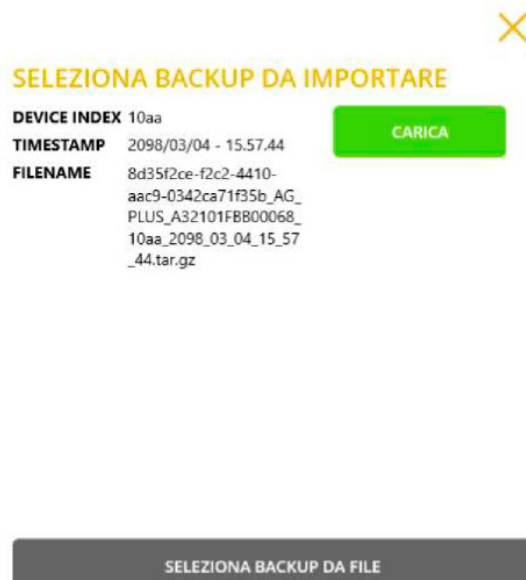 SELEZIONA BACKUP DA IMPORTARE
DEVICE INDEX 10aa
CARICA
TIMESTAMP 2098/03/04 - 15.57.44
FILENAME 8d35f2ce-f2c2-4410-
aac9-0342ca71f35b_AG_
PLUS_A32101FBB00068_
10aa_2098_03_04_15_57
_44.tar.gz
SELEZIONA BACKUP DA FILE